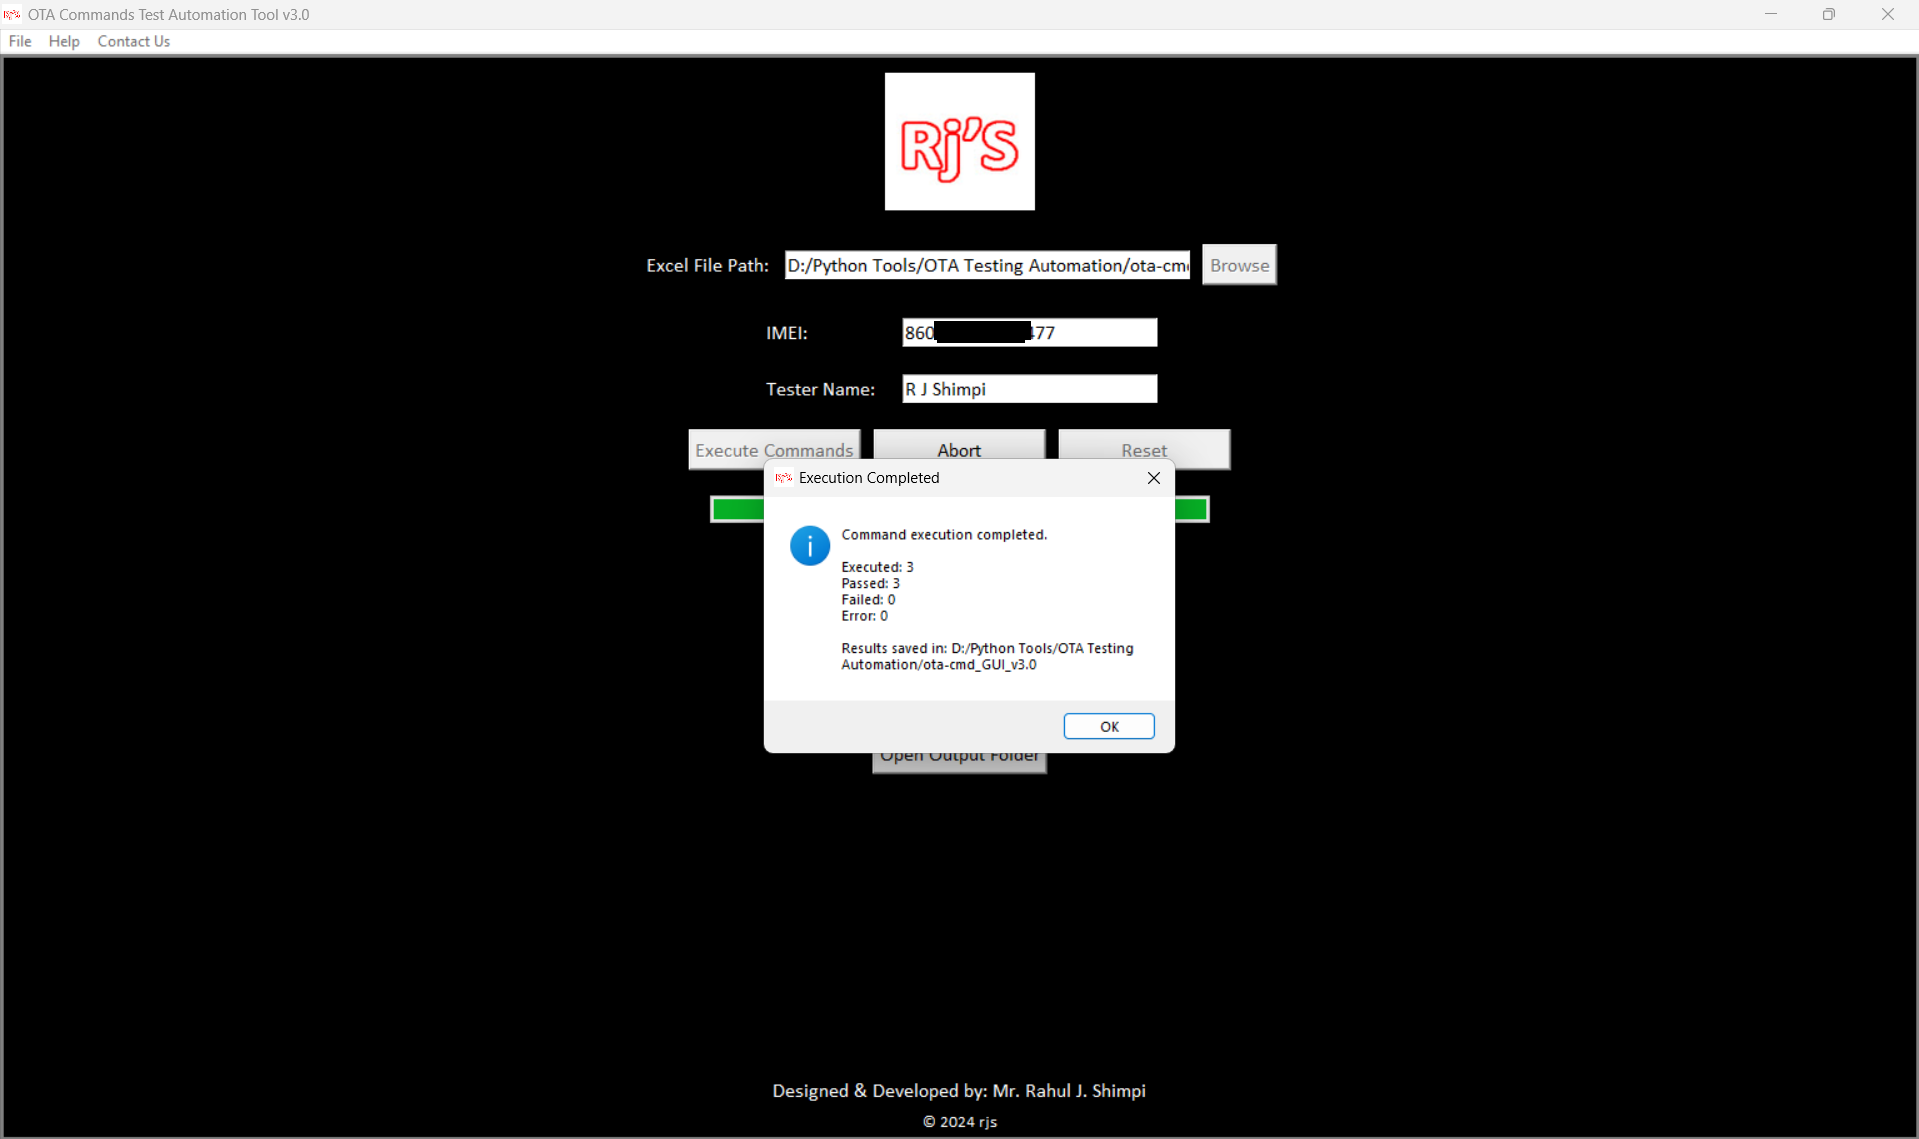 OTA Commands Test Automation Tool v3.0
File Help Contact Us
Rj'S
Excel File Path: D:/Python Tools/OTA Testing Automation/ota-cm Browse
IMEI: 860 477
Tester Name: R J Shimpi
Execute Commands Abort Reset
Rj's Execution Completed
Command execution completed.
Executed: 3
Passed: 3
Failed: 0
Error: 0
Results saved in: D:/Python Tools/OTA Testing
Automation/ota-cmd_GUI_v3.0
OK
Open Output Folder
Designed & Developed by: Mr. Rahul J. Shimpi
© 2024 rjs